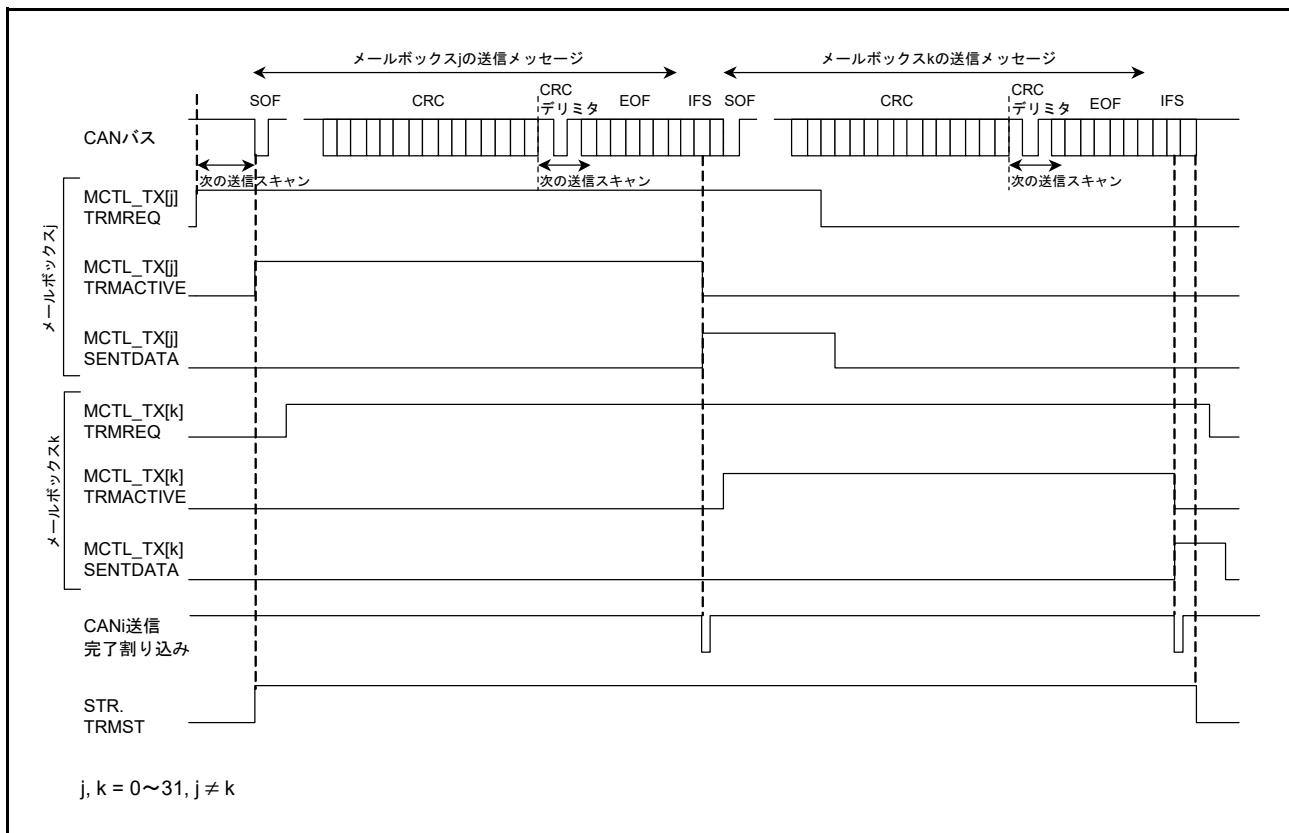 メールボックスjの送信メッセージ
メールボックスkの送信メッセージ
SOF
CRC
CRC
デリミタ
EOF
IFS
SOF
CRC
CRC
デリミタ
EOF
IFS
CANバス
次の送信スキャン
次の送信スキャン
次の送信スキャン
メールボックスj
MCTL_TX[j]
TRMREQ
MCTL_TX[j]
TRMACTIVE
MCTL_TX[j]
SENTDATA
メールボックスk
MCTL_TX[k]
TRMREQ
MCTL_TX[k]
TRMACTIVE
MCTL_TX[k]
SENTDATA
CANi送信
完了割り込み
STR.
TRMST
j, k = 0〜31, j ≠ k